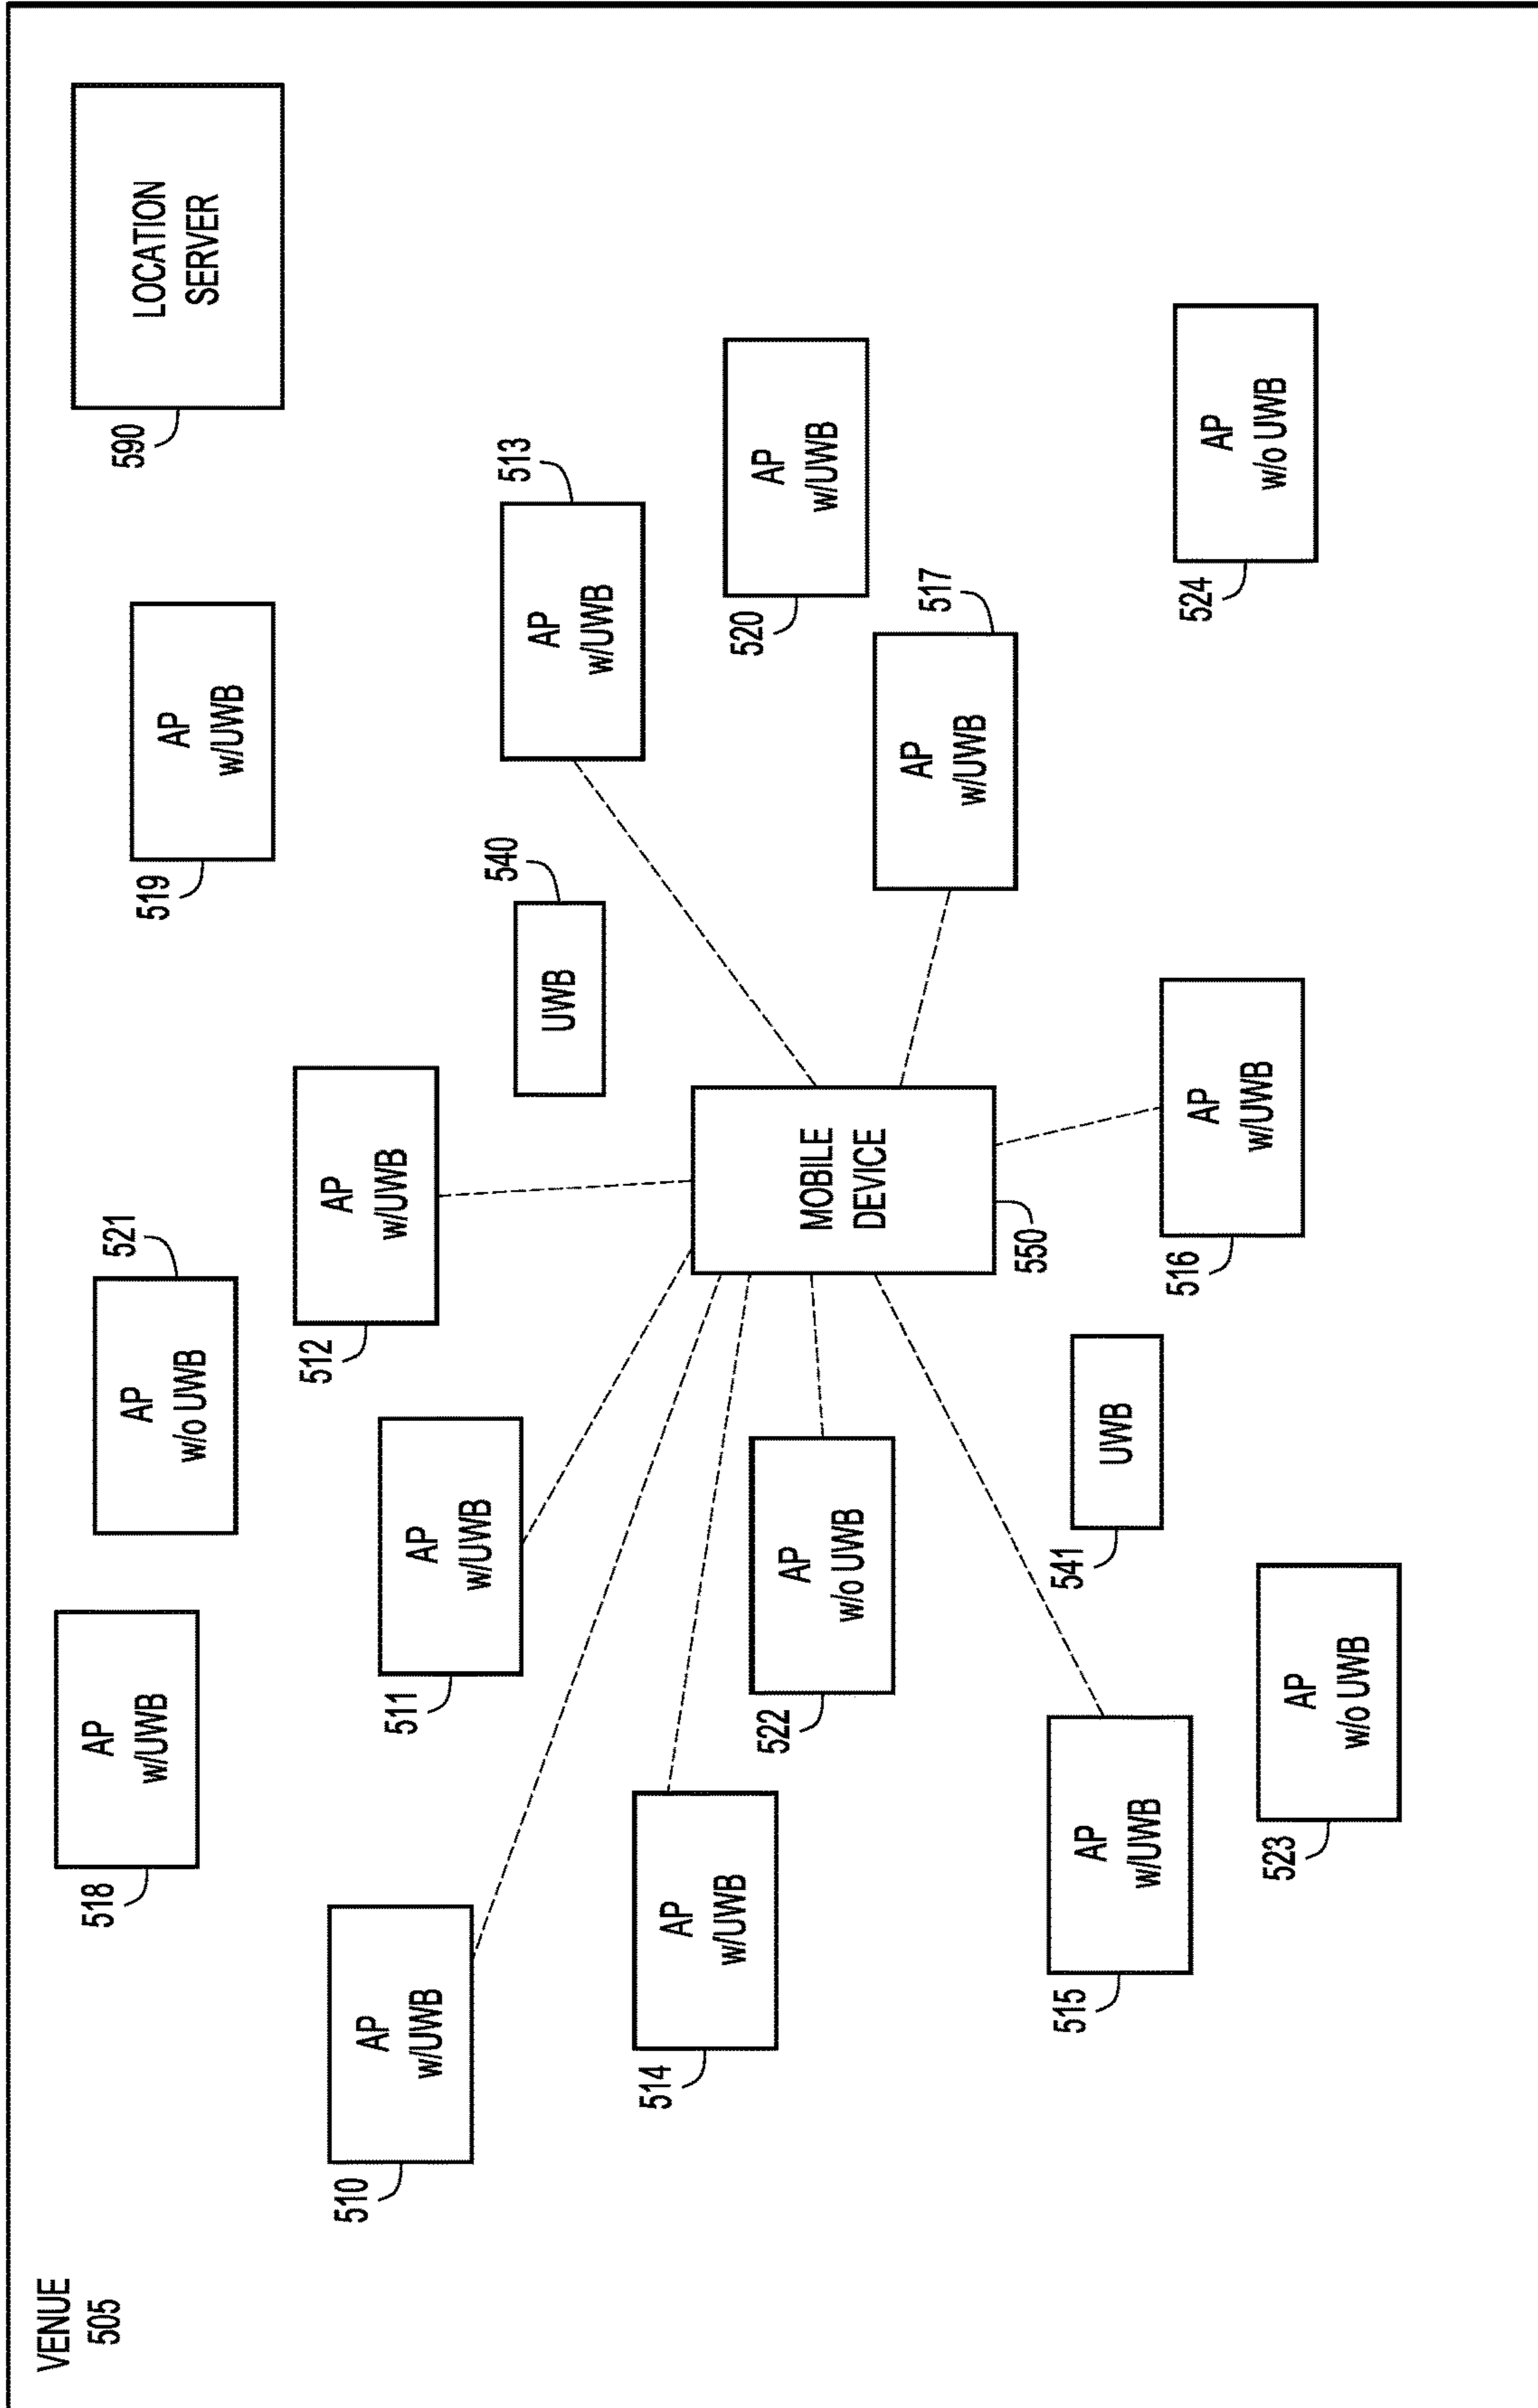 VENUE
505
AP
w/UWB
518
AP
w/o UWB
521
AP
w/UWB
519
LOCATION
SERVER
590
AP
w/UWB
510
AP
w/UWB
511
AP
w/UWB
512
UWB
540
AP
w/UWB
513
AP
w/UWB
514
AP
w/o UWB
522
MOBILE
DEVICE
550
AP
w/UWB
517
AP
w/UWB
520
AP
w/UWB
515
UWB
541
AP
w/UWB
516
AP
w/o UWB
523
AP
w/o UWB
524